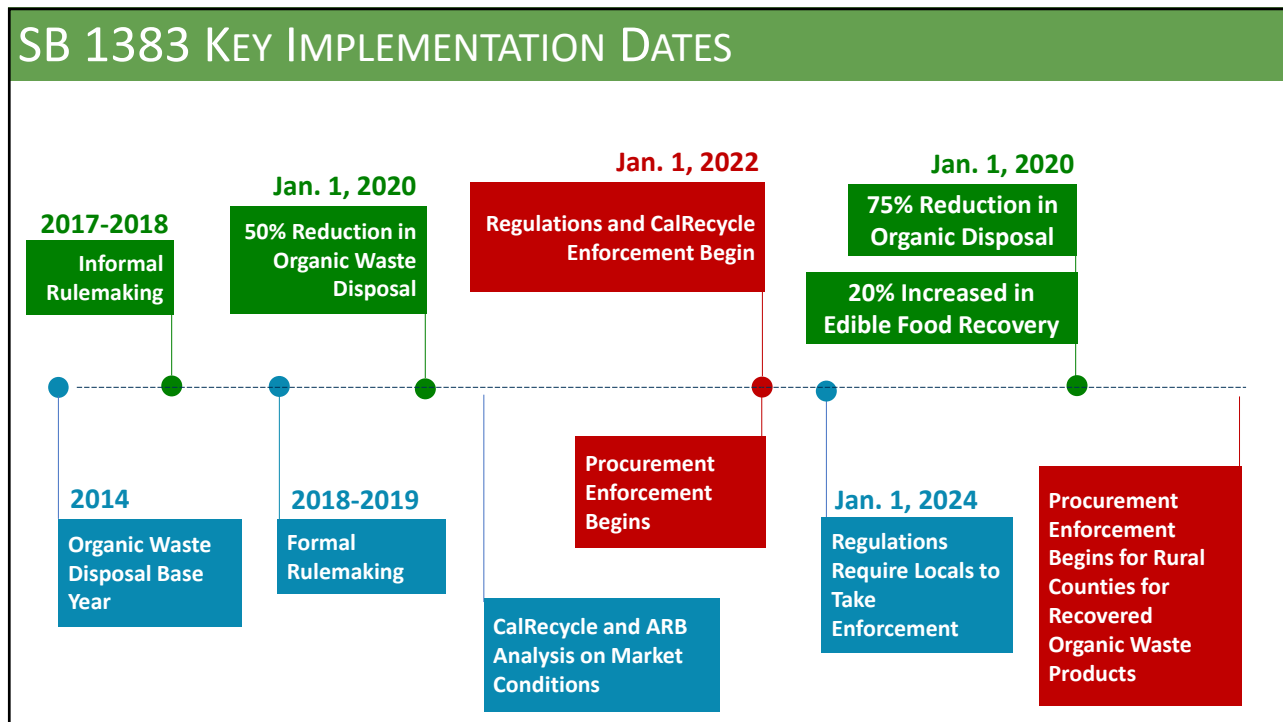 SB 1383 KEY IMPLEMENTATION DATES
2017-2018
Informal
Rulemaking
Jan. 1, 2020
50% Reduction in
Organic Waste
Disposal
Jan. 1, 2022
Regulations and CalRecycle
Enforcement Begin
Jan. 1, 2020
75% Reduction in
Organic Disposal
20% Increased in
Edible Food Recovery
2014
Organic Waste
Disposal Base
Year
2018-2019
Formal
Rulemaking
CalRecycle and ARB
Analysis on Market
Conditions
Procurement
Enforcement
Begins
Jan. 1, 2024
Regulations
Require Locals to
Take
Enforcement
Procurement
Enforcement
Begins for Rural
Counties for
Recovered
Organic Waste
Products